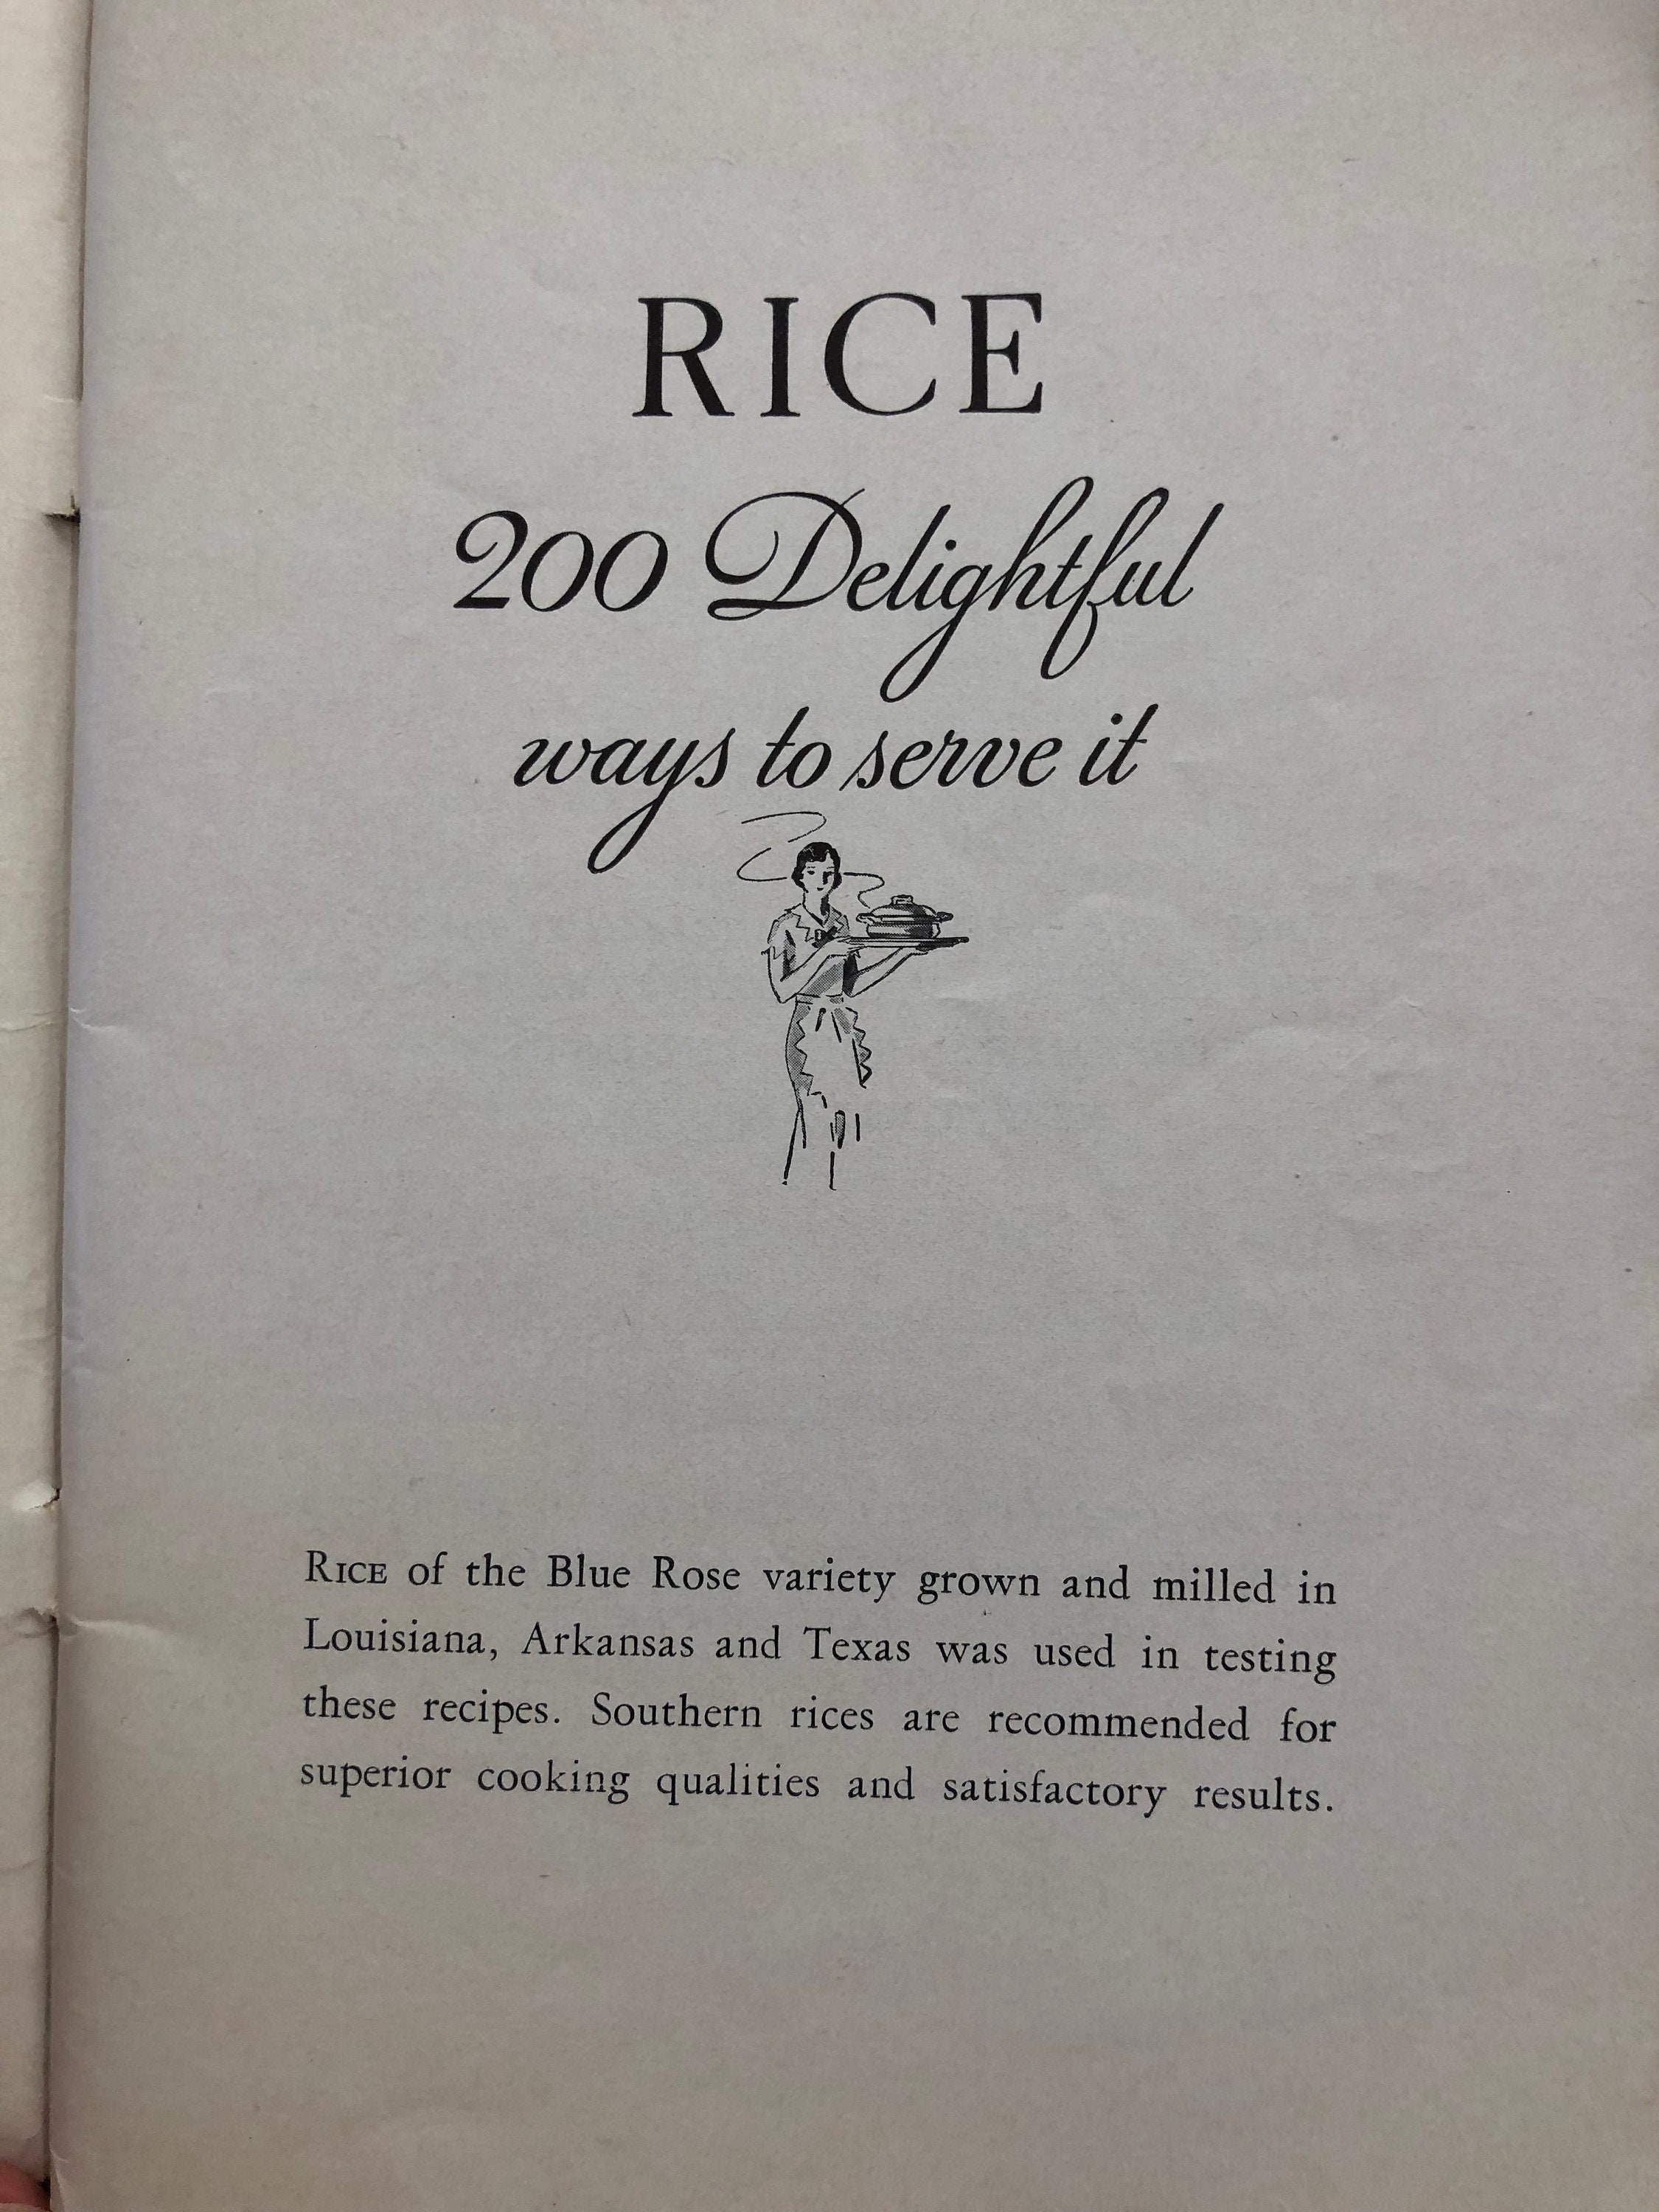 RICE
200 Delightful
ways to serve it
RICE of the Blue Rose variety grown and milled in
Louisiana, Arkansas and Texas was used in testing
these recipes. Southern rices are recommended for
superior cooking qualities and satisfactory results.